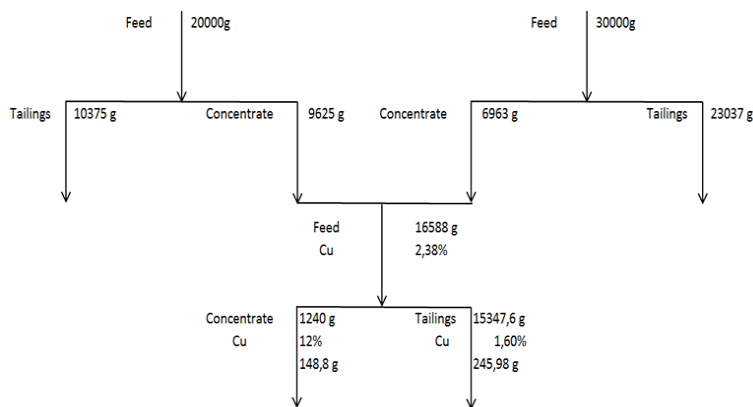 Feed 20000g Feed 30000g
Tailings 10375 g Concentrate 9625 g Concentrate 6963 g Tailings 23037 g
Feed 16588 g
Cu 2,38%
Concentrate 1240 g Tailings 15347,6 g
Cu 12% Cu 1,60%
148,8 g 245,98 g